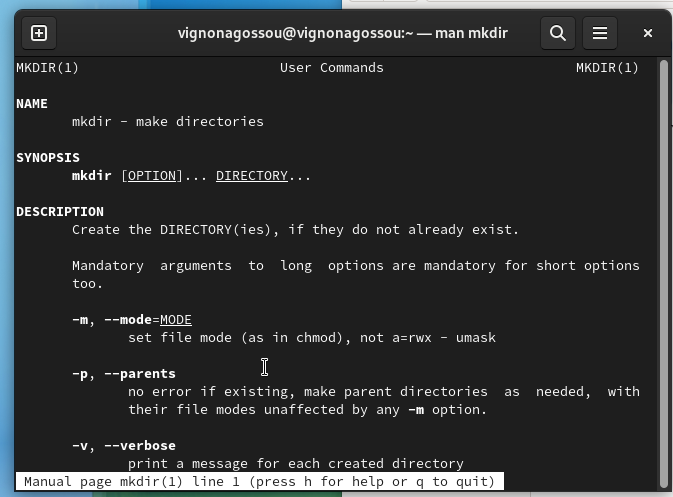 vignonagossou@vignonagossou:~ — man mkdir
MKDIR(1) User Commands MKDIR(1)
NAME
mkdir - make directories
SYNOPSIS
mkdir [OPTION]... DIRECTORY...
DESCRIPTION
Create the DIRECTORY(ies), if they do not already exist.
Mandatory arguments to long options are mandatory for short options
too.
-m, --mode=MODE
set file mode (as in chmod), not a=rwx - umask
-p, --parents
no error if existing, make parent directories as needed, with
their file modes unaffected by any -m option.
-v, --verbose
print a message for each created directory
Manual page mkdir(1) line 1 (press h for help or q to quit)